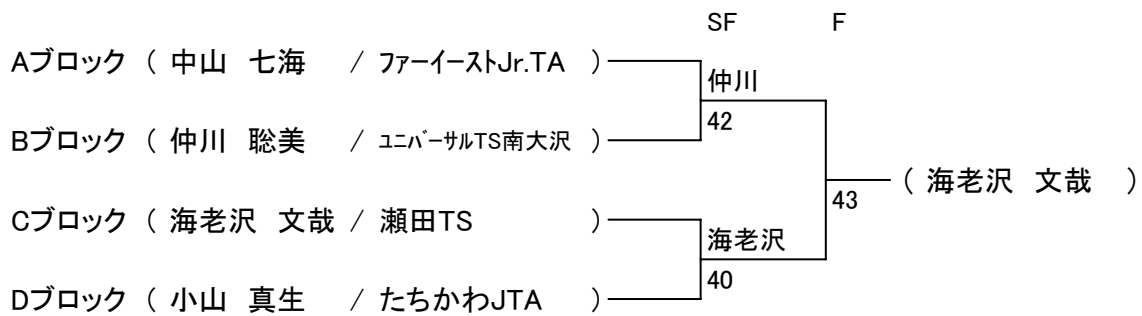 SF F
Aブロック ( 中山 七海 / ファーイーストJr.TA )
仲川
42
Bブロック ( 仲川 聡美 / ユニバーサルTS南大沢 )
( 海老沢 文哉 )
43
Cブロック ( 海老沢 文哉 / 瀬田TS )
海老沢
40
Dブロック ( 小山 真生 / たちかわJTA )